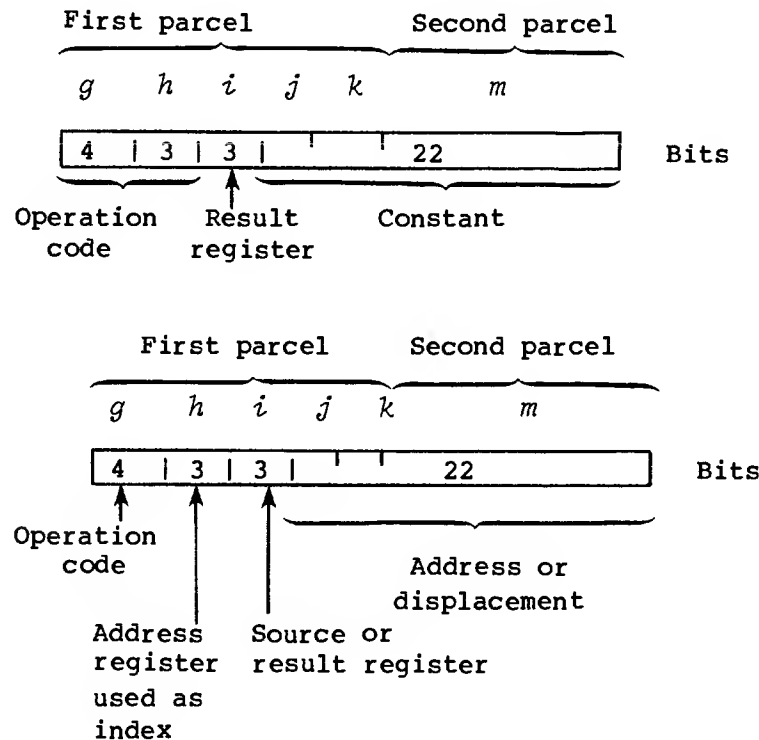 First parcel Second parcel
g h i j k m
4 | 3 | 3 | 22 Bits
Operation code Result register Constant
First parcel Second parcel
g h i j k m
4 | 3 | 3 | 22 Bits
Operation code
Address or displacement
Address register used as index
Source or result register